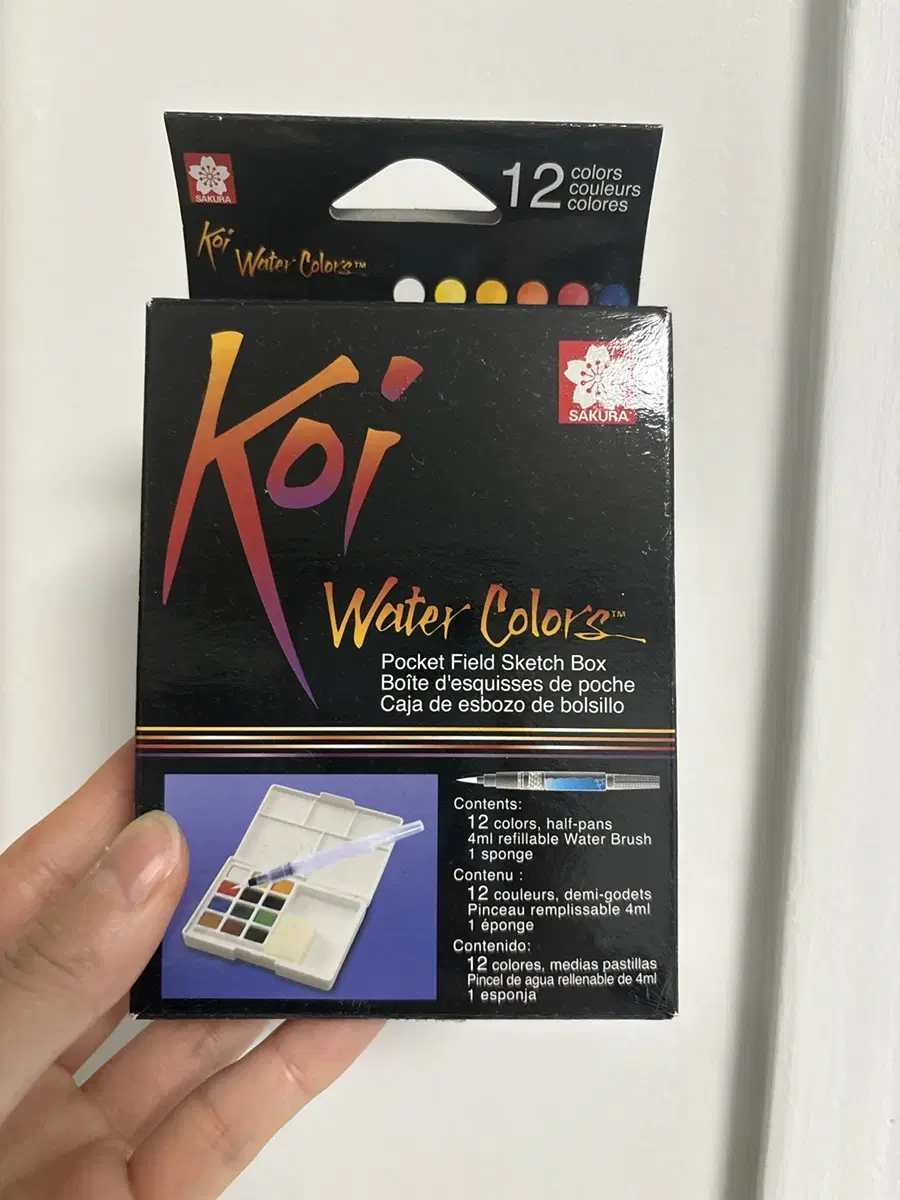 SAKURA
12 colors
couleurs
colores
Koi
Water Colors™
Koi
SAKURA
Water Colors™
Pocket Field Sketch Box
Boîte d'esquisses de poche
Caja de esbozo de bolsillo
Contents:
12 colors, half-pans
4ml refillable Water Brush
1 sponge
Contenu :
12 couleurs, demi-godets
Pinceau remplissable 4ml
1 éponge
Contenido:
12 colores, medias pastillas
Pincel de agua rellenable de 4ml
1 esponja